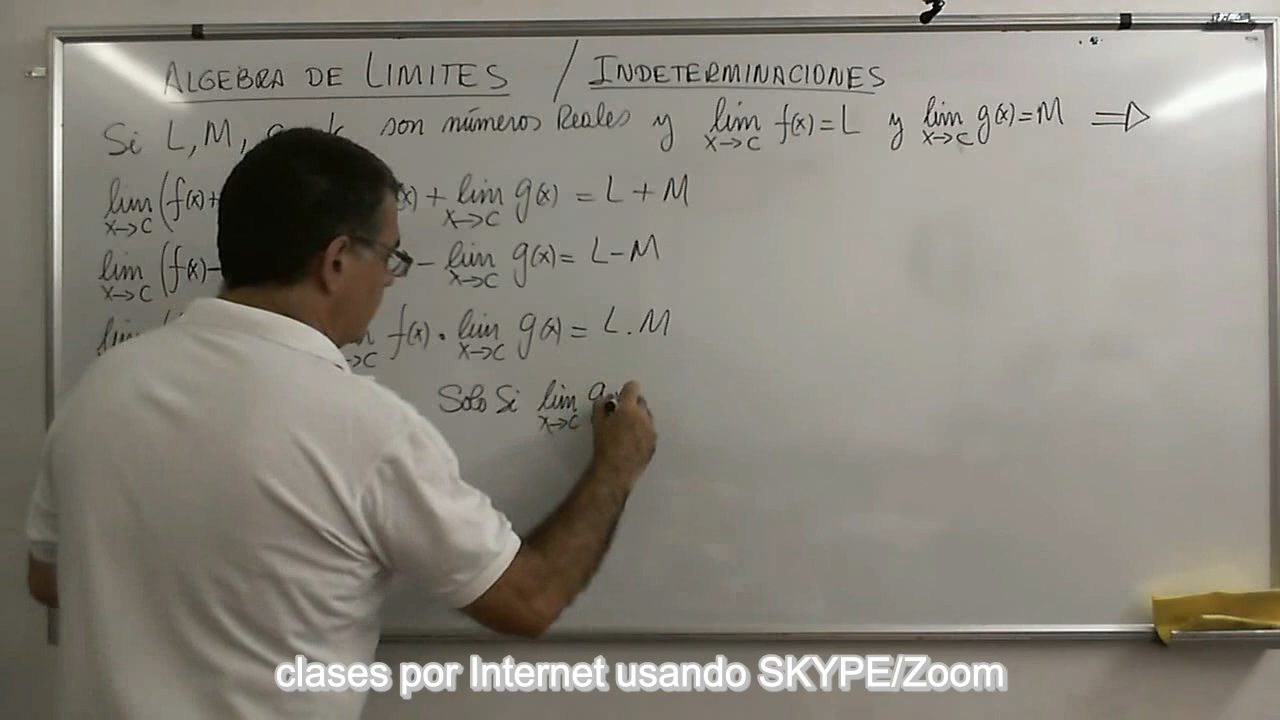 ALGEBRA DE LIMITES / INDETERMINACIONES
Si L, M, son números Reales y lim x→c f(x) = L y lim x→c g(x) = M ⇒
lim x→c (f(x)+ (x) + lim x→c g(x) = L + M
lim x→c (f(x)- - lim x→c g(x) = L - M
lim →c f(x) · lim x→c g(x) = L . M
Solo Si lim x→c g
clases por Internet usando SKYPE/Zoom